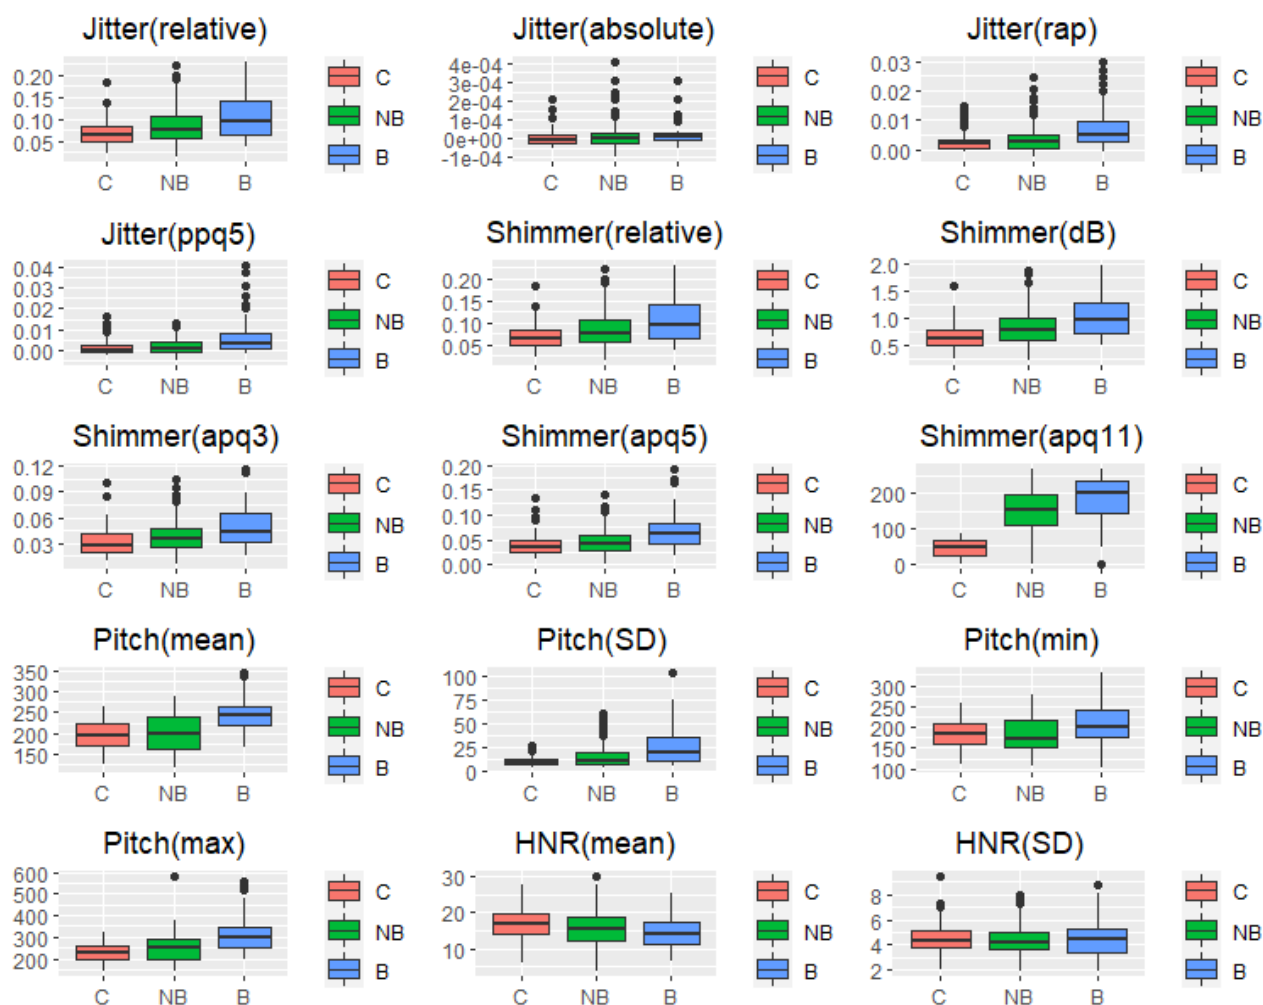 Jitter(relative) Jitter(absolute) Jitter(rap)
0.20 0.15 0.10 0.05 C NB B C NB B
4e-04 3e-04 2e-04 1e-04 0e+00 -1e-04 C NB B C NB B
0.03 0.02 0.01 0.00 C NB B C NB B
Jitter(ppq5) Shimmer(relative) Shimmer(dB)
0.04 0.03 0.02 0.01 0.00 C NB B C NB B
0.20 0.15 0.10 0.05 C NB B C NB B
2.0 1.5 1.0 0.5 C NB B C NB B
Shimmer(apq3) Shimmer(apq5) Shimmer(apq11)
0.12 0.09 0.06 0.03 C NB B C NB B
0.20 0.15 0.10 0.05 0.00 C NB B C NB B
200 100 0 C NB B C NB B
Pitch(mean) Pitch(SD) Pitch(min)
350 300 250 200 150 C NB B C NB B
100 75 50 25 0 C NB B C NB B
300 250 200 150 100 C NB B C NB B
Pitch(max) HNR(mean) HNR(SD)
600 500 400 300 200 C NB B C NB B
30 20 10 C NB B C NB B
8 6 4 2 C NB B C NB B